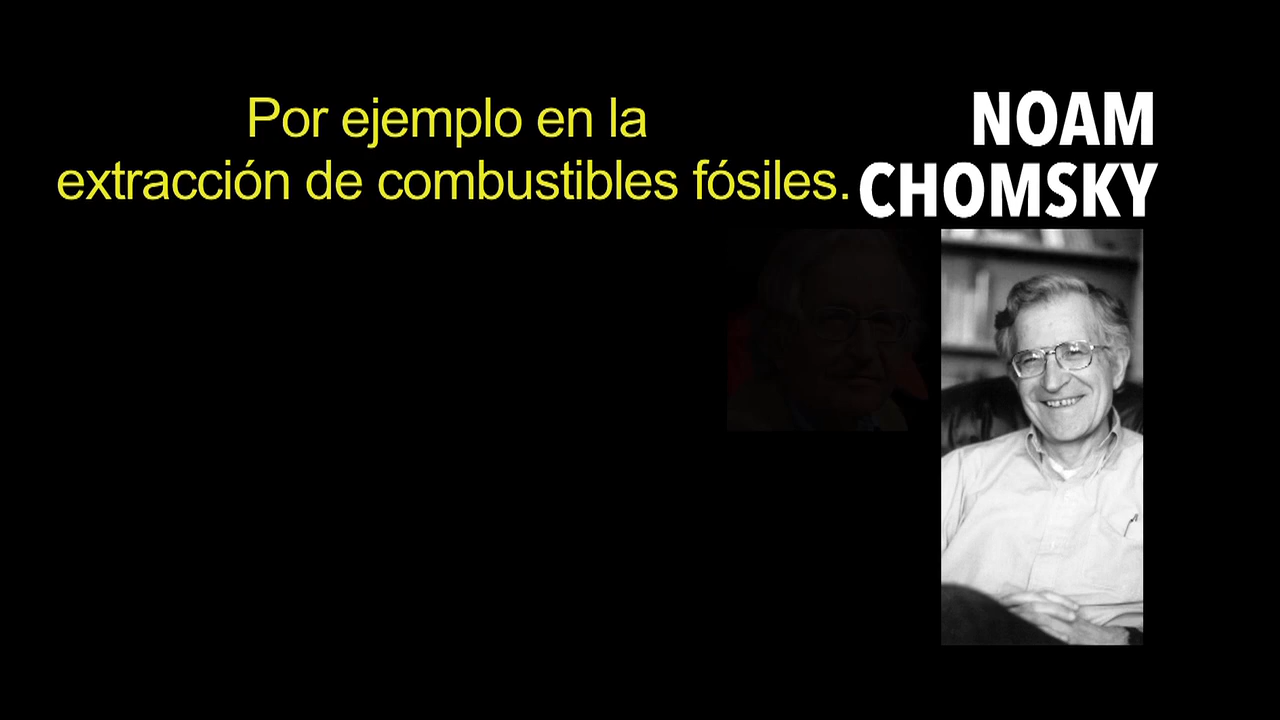 Por ejemplo en la
extracción de combustibles fósiles.
NOAM
CHOMSKY